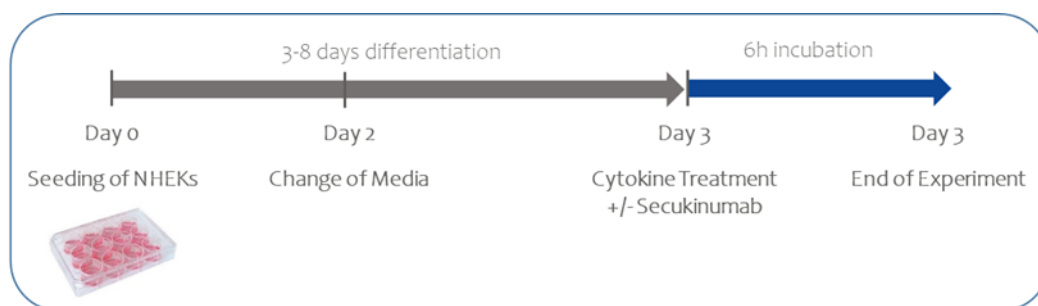 3-8 days differentiation
6h incubation
Day 0
Day 2
Day 3
Day 3
Seeding of NHEKs
Change of Media
Cytokine Treatment
+/- Secukinumab
End of Experiment